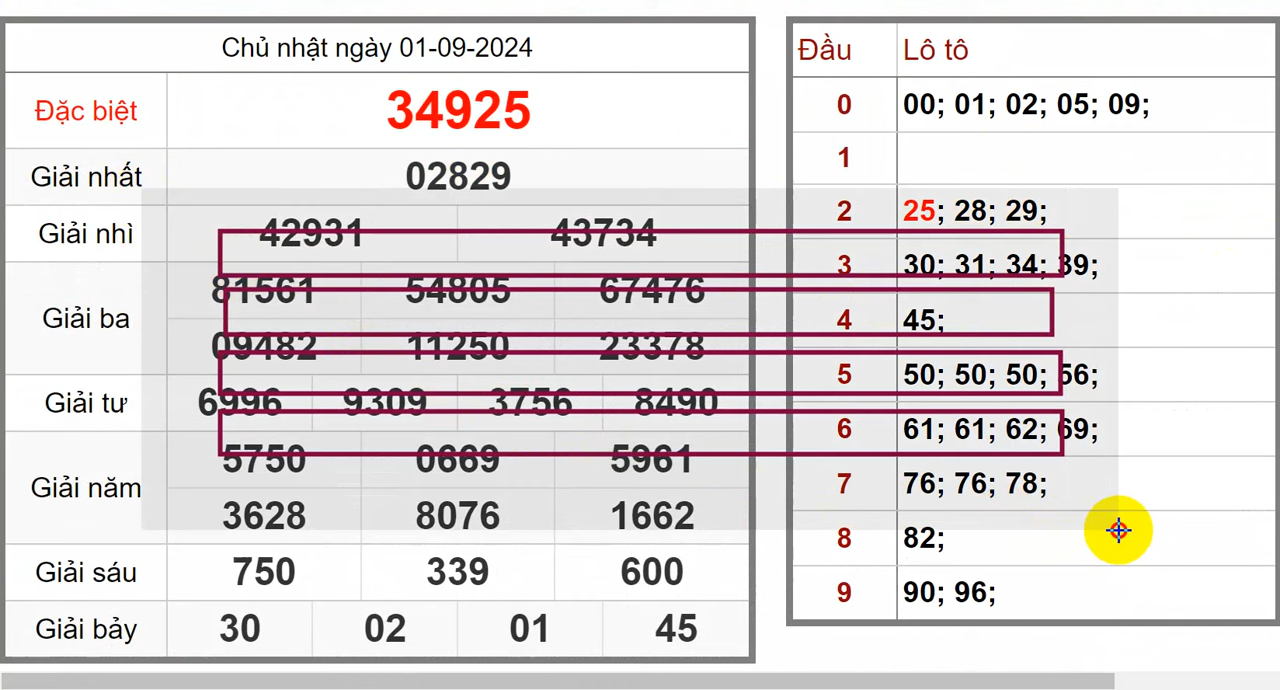 Chủ nhật ngày 01-09-2024
Đặc biệt 34925
Giải nhất 02829
Giải nhì 42931 43734
Giải ba 81561 54805 67476
09482 11250 23378
Giải tư 6996 9309 3756 8490
Giải năm 5750 0669 5961
3628 8076 1662
Giải sáu 750 339 600
Giải bảy 30 02 01 45
Đầu Lô tô
0 00; 01; 02; 05; 09;
1
2 25; 28; 29;
3 30; 31; 34; 39;
4 45;
5 50; 50; 50; 56;
6 61; 61; 62; 69;
7 76; 76; 78;
8 82;
9 90; 96;